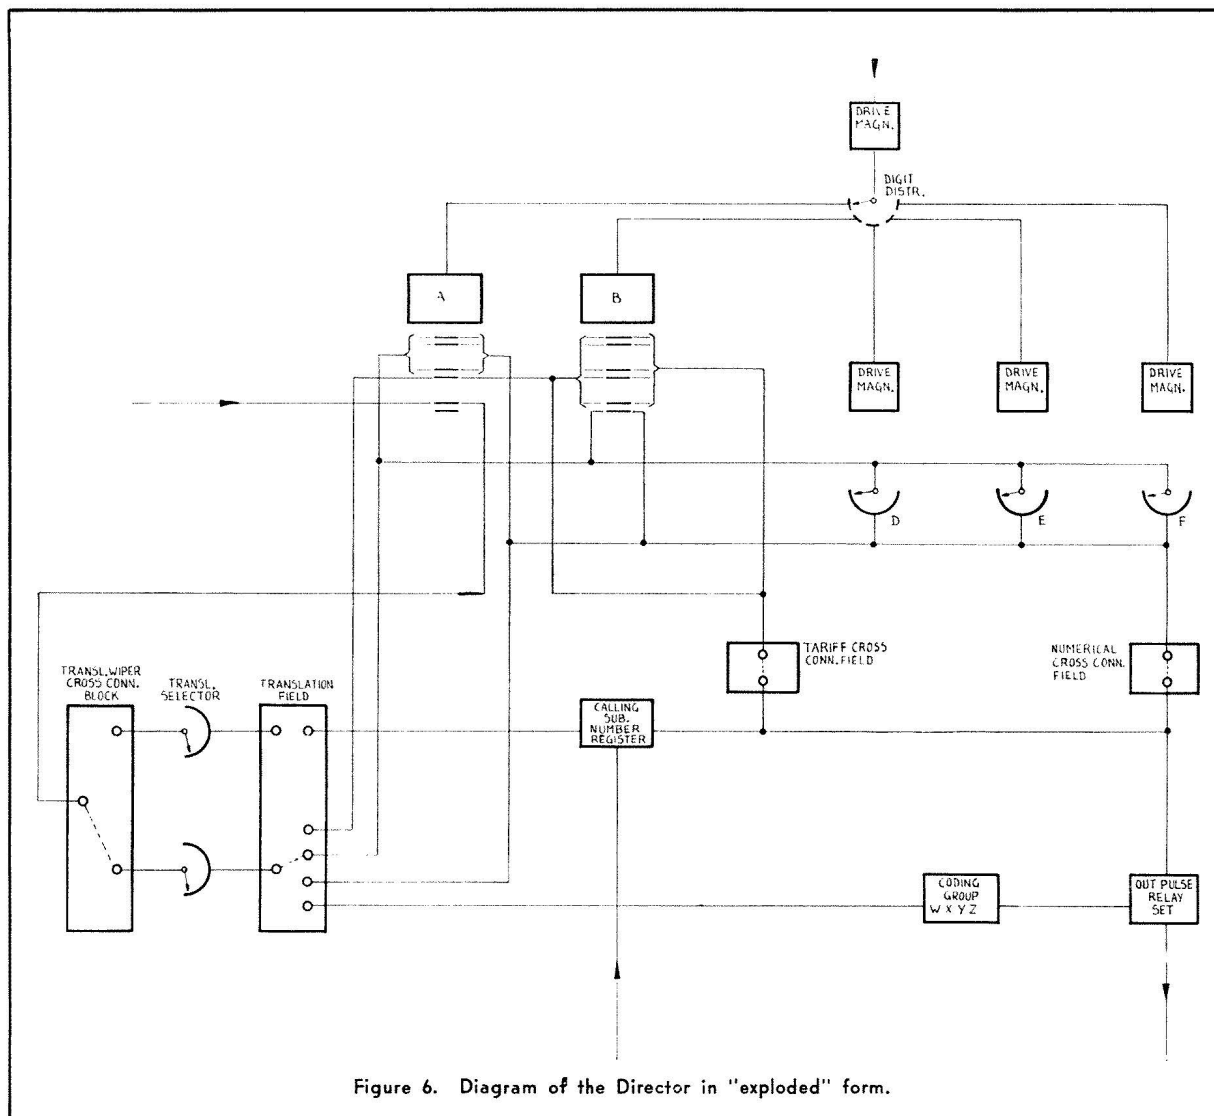 DRIVE
MAGN.
DIGIT
DISTR.
A
B
DRIVE
MAGN.
DRIVE
MAGN.
DRIVE
MAGN.
D
E
F
TARIFF CROSS
CONN. FIELD
NUMERICAL
CROSS CONN.
FIELD
TRANSL. WIPER
CROSS CONN.
BLOCK
TRANSL.
SELECTOR
TRANSLATION
FIELD
CALLING
SUB.
NUMBER
REGISTER
CODING
GROUP
W X Y Z
OUT PULSE
RELAY
SET
Figure 6. Diagram of the Director in "exploded" form.